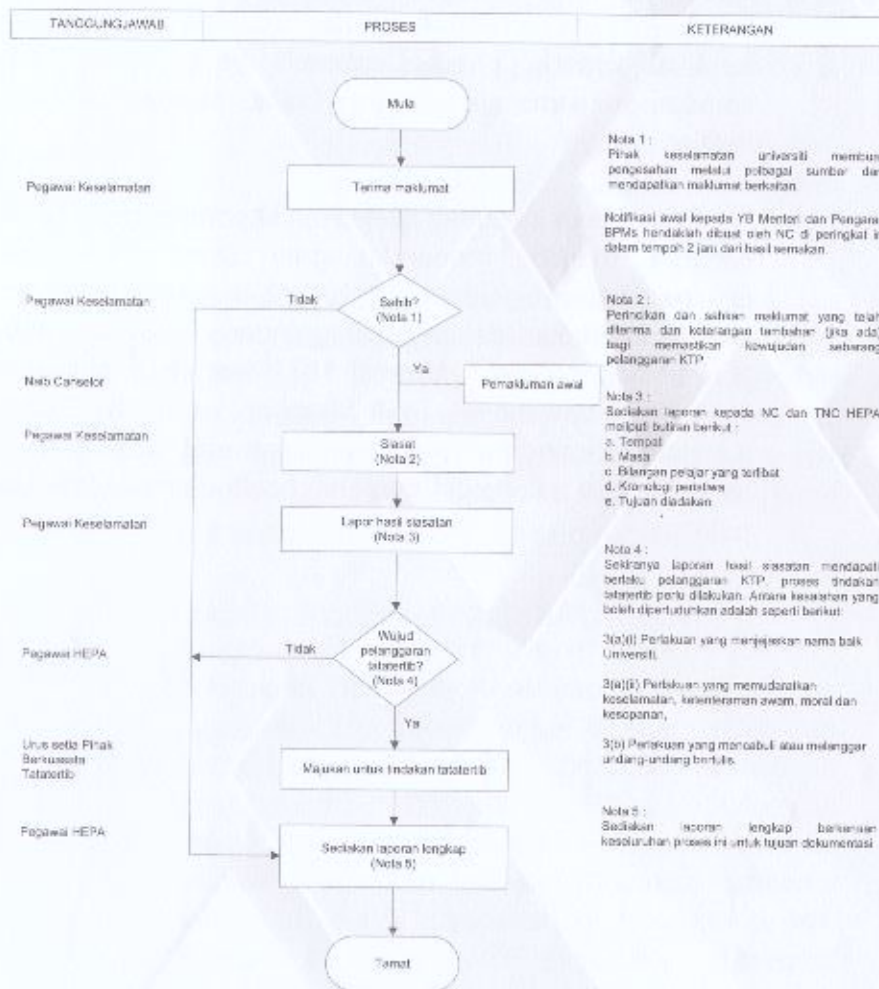 TANGGUNGJAWAB
PROSES
KETERANGAN
Mula
Pegawai Keselamatan
Terima maklumat
Nota 1 :
Pihak keselamatan universiti membuat
pengesahan melalui pelbagai sumber dan
mendapatkan maklumat berkaitan.
Notifikasi awal kepada YB Menteri dan Pengarah
BPMs hendaklah dibuat oleh NC di peringkat ini
dalam tempoh 2 jam dari hasil semakan.
Pegawai Keselamatan
Tidak
Sahih?
(Nota 1)
Ya
Nota 2 :
Perincikan dan sahkan maklumat yang telah
diterima dan keterangan tambahan (jika ada)
bagi memastikan kewujudan sebarang
pelanggaran KTP
Naib Canselor
Pemakluman awal
Pegawai Keselamatan
Siasat
(Nota 2)
Nota 3 :
Sediakan laporan kepada NC dan TNC HEPA
meliputi butiran berikut :
a. Tempat
b. Masa
c. Bilangan pelajar yang terlibat
d. Kronologi peristiwa
e. Tujuan diadakan
Pegawai Keselamatan
Lapor hasil siasatan
(Nota 3)
Nota 4 :
Sekiranya laporan hasil siasatan mendapati
berlaku pelanggaran KTP, proses tindakan
tatatertib perlu dilakukan. Antara kesalahan yang
boleh dipertuduhkan adalah seperti berikut:
Pegawai HEPA
Tidak
Wujud
pelanggaran
tatatertib?
(Nota 4)
Ya
3(a)(i) Perlakuan yang menjejaskan nama baik
Universiti,
3(a)(ii) Perlakuan yang memudaratkan
keselamatan, ketenteraman awam, moral dan
kesopanan,
3(b) Perlakuan yang mencabuli atau melanggar
undang-undang bertulis.
Urus setia Pihak
Berkuasa
Tatatertib
Majukan untuk tindakan tatatertib
Pegawai HEPA
Sediakan laporan lengkap
(Nota 5)
Nota 5 :
Sediakan laporan lengkap berkenaan
keseluruhan proses ini untuk tujuan dokumentasi
Tamat